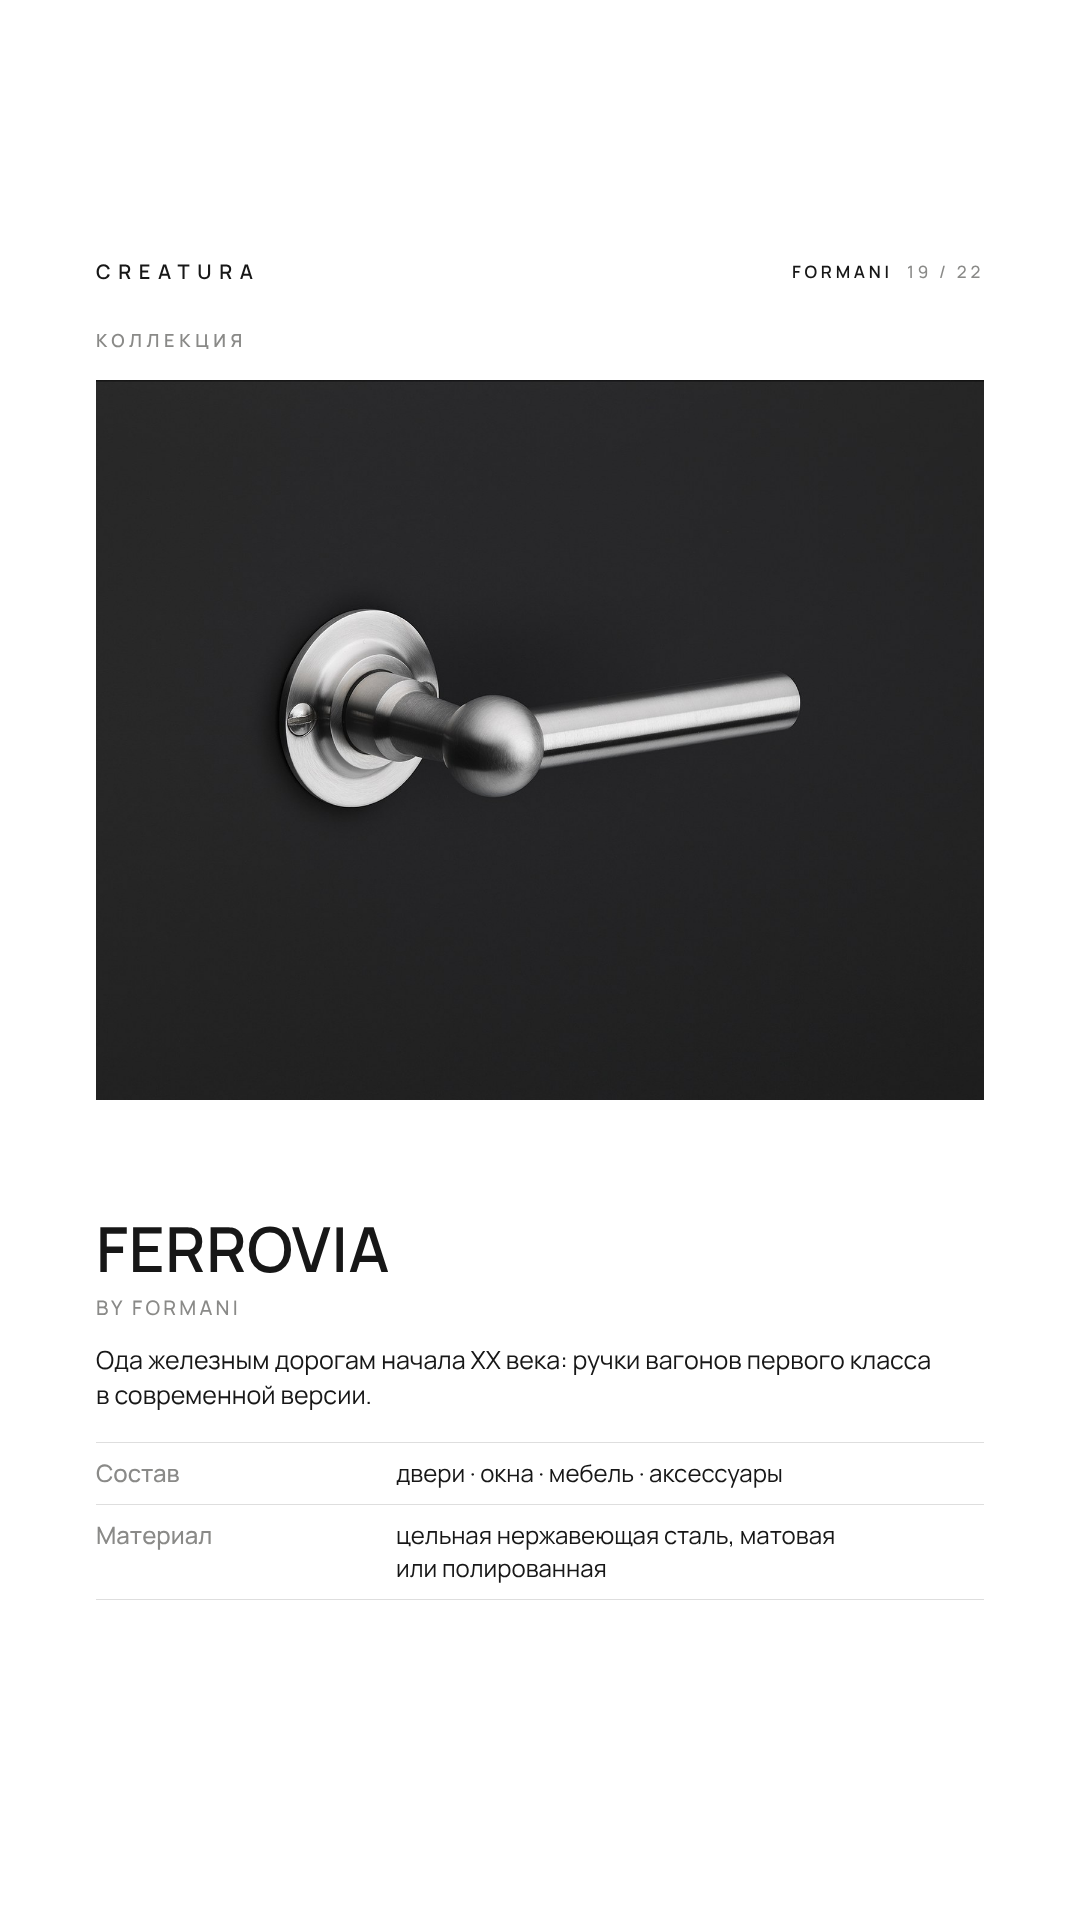 CREATURA
FORMANI 19 / 22
КОЛЛЕКЦИЯ
FERROVIA
BY FORMANI
Ода железным дорогам начала XX века: ручки вагонов первого класса
в современной версии.
Состав
двери · окна · мебель · аксессуары
Материал
цельная нержавеющая сталь, матовая
или полированная